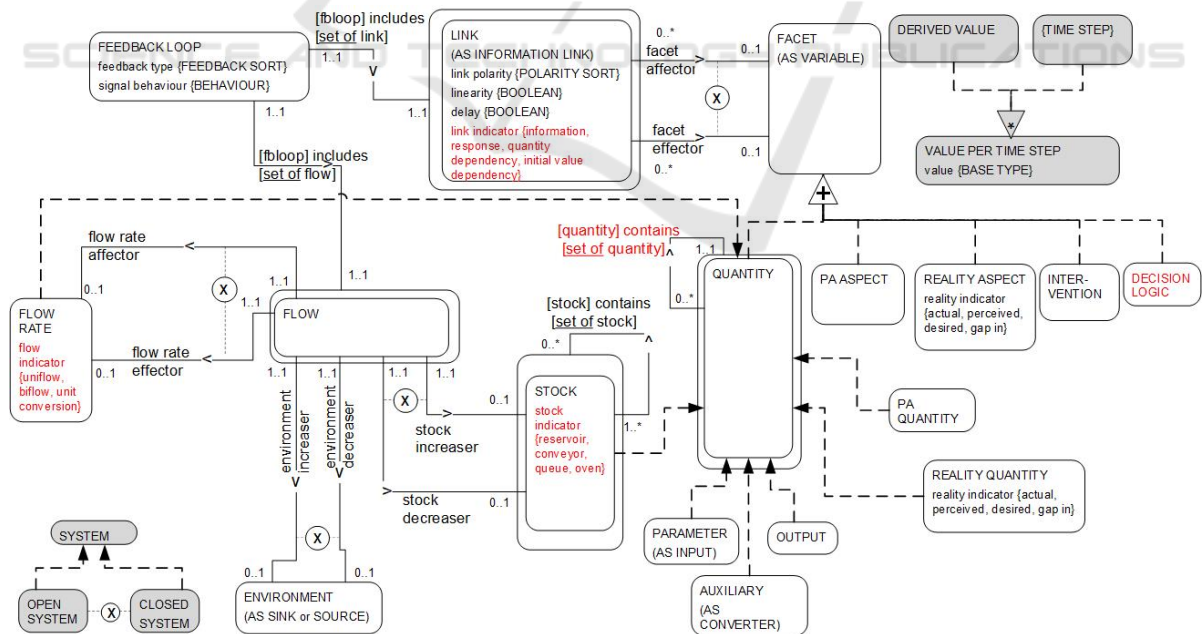 SCIENCE AND TECHNOLOGY PUBLICATIONS
FEEDBACK LOOP
feedback type {FEEDBACK SORT}
signal behaviour {BEHAVIOUR}
1..1
[fbloop] includes
[set of link]
1..1
v
1..1
[fbloop] includes
[set of flow]
>
1..1
LINK
(AS INFORMATION LINK)
link polarity {POLARITY SORT}
linearity {BOOLEAN}
delay {BOOLEAN}
link indicator {information,
response, quantity
dependency, initial value
dependency}
0..*
facet
affector
>
0..1
X
facet
effector
>
0..*
0..1
FACET
(AS VARIABLE)
DERIVED VALUE
{TIME STEP}
*
VALUE PER TIME STEP
value {BASE TYPE}
+
PA ASPECT
REALITY ASPECT
reality indicator
{actual, perceived,
desired, gap in}
INTER-
VENTION
DECISION
LOGIC
[quantity] contains
[set of quantity]
1..1
^
0..*
QUANTITY
flow rate
affector
<
0..1
X
1..1
1..1
flow rate
effector
<
0..1
FLOW
RATE
flow
indicator
{uniflow,
biflow, unit
conversion}
FLOW
1..1
1..1
1..1
1..1
environment
increaser
v
environment
decreaser
v
X
0..1
0..1
X
>
0..1
stock
increaser
>
0..1
stock
decreaser
[stock] contains
[set of stock]
0..*
^
1..*
STOCK
stock
indicator
{reservoir,
conveyor,
queue, oven}
PA
QUANTITY
REALITY QUANTITY
reality indicator {actual,
perceived, desired, gap in}
PARAMETER
(AS INPUT)
OUTPUT
AUXILIARY
(AS
CONVERTER)
SYSTEM
OPEN
SYSTEM
X
CLOSED
SYSTEM
ENVIRONMENT
(AS SINK or SOURCE)